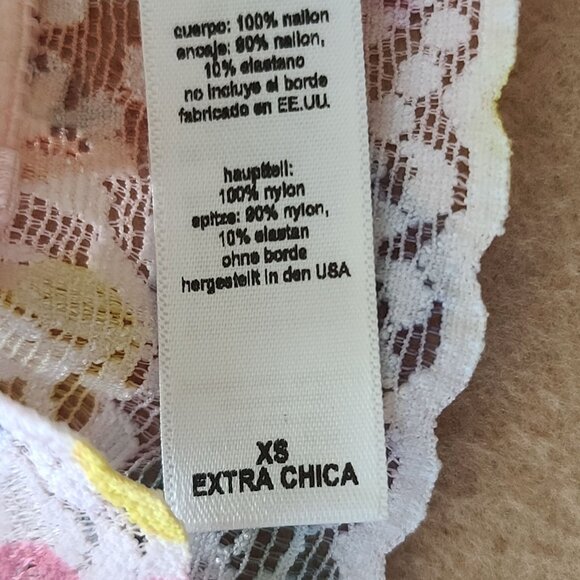 cuerpo: 100% nailon
encaje: 90% nailon,
10% elastano
no incluye el borde
fabricado en EE.UU.
hauptteil:
100% nylon
spitze: 90% nylon,
10% elastan
ohne borde
hergestellt in den USA
XS
EXTRA CHICA